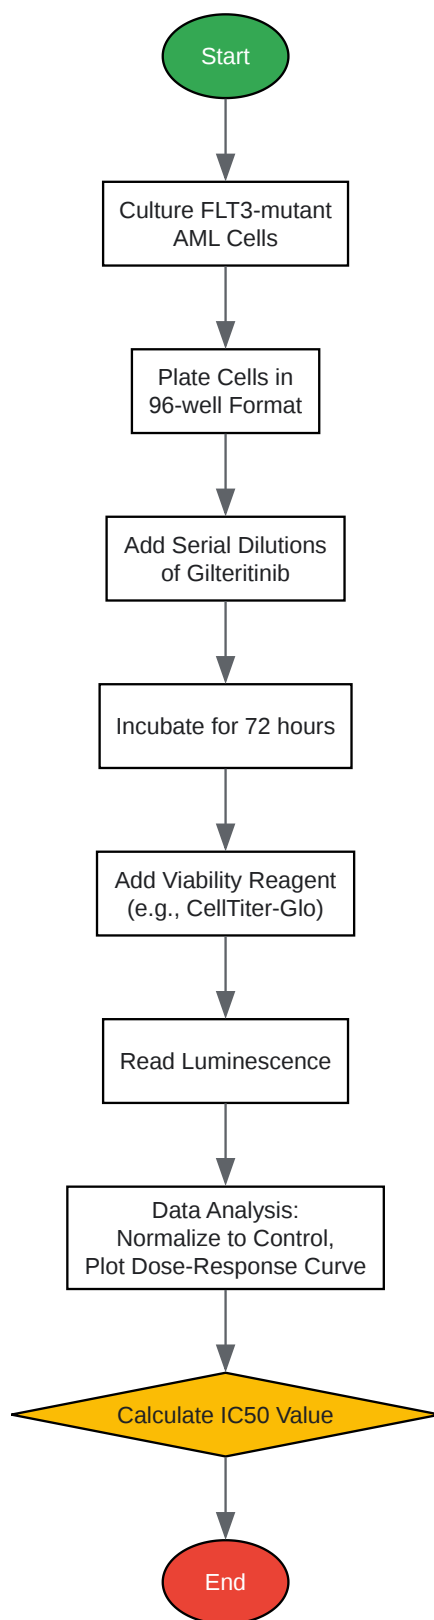 Start
Culture FLT3-mutant
AML Cells
Plate Cells in
96-well Format
Add Serial Dilutions
of Gilteritinib
Incubate for 72 hours
Add Viability Reagent
(e.g., CellTiter-Glo)
Read Luminescence
Data Analysis:
Normalize to Control,
Plot Dose-Response Curve
Calculate IC50 Value
End